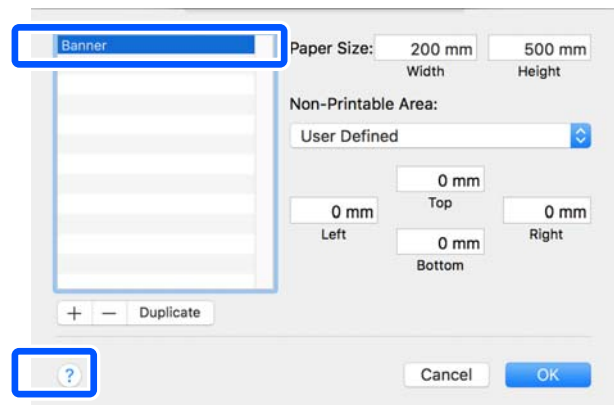 Banner
Paper Size: 200 mm 500 mm
Width Height
Non-Printable Area:
User Defined
0 mm
Top
0 mm 0 mm
Left Right
0 mm
Bottom
+ − Duplicate
? Cancel OK